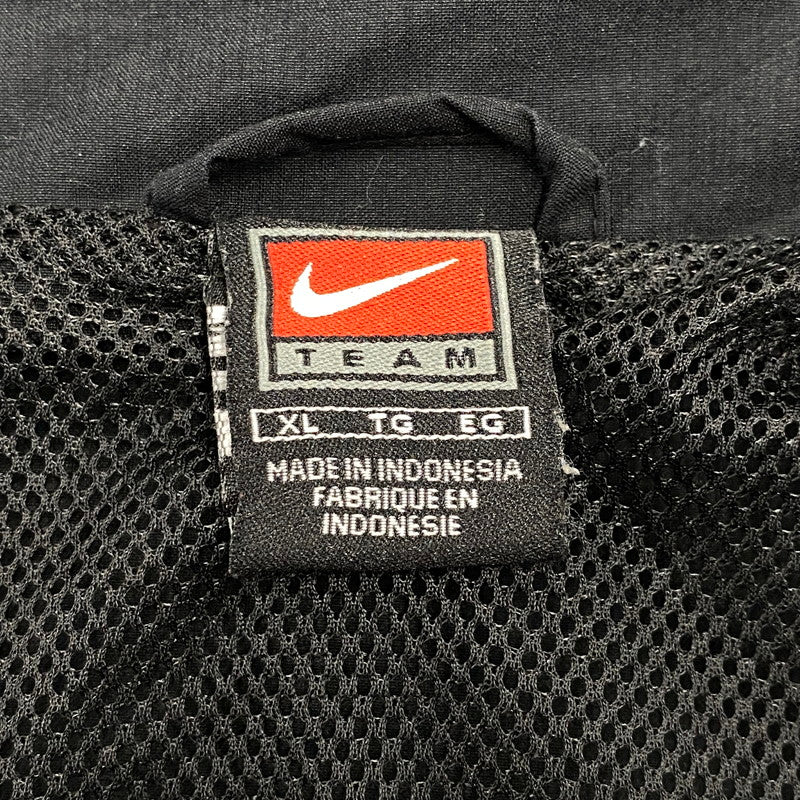 TEAM
XL TG EG
MADE IN INDONESIA
FABRIQUE EN
INDONESIE